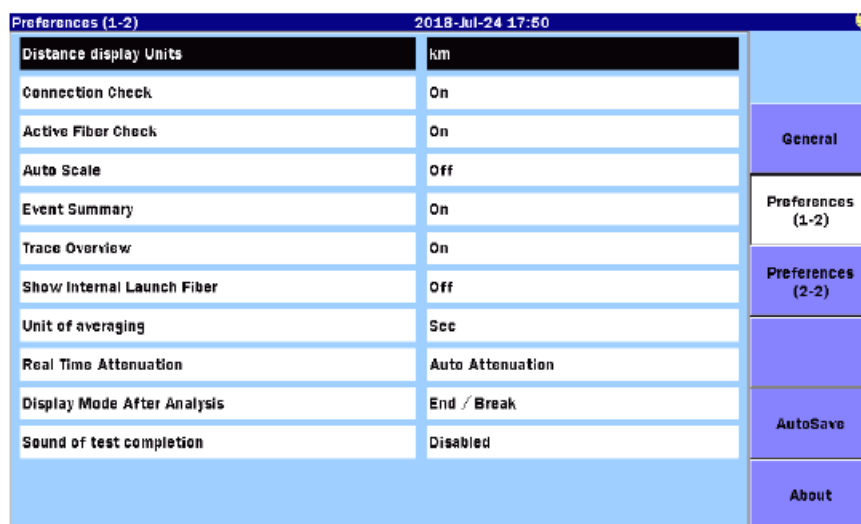 Preferences (1-2) 2018-Jul-24 17:50
Distance display Units km
Connection Check On
Active Fiber Check On
Auto Scale Off
Event Summary On
Trace Overview On
Show Internal Launch Fiber Off
Unit of averaging Sec
Real Time Attenuation Auto Attenuation
Display Mode After Analysis End / Break
Sound of test completion Disabled
General
Preferences
(1-2)
Preferences
(2-2)
AutoSave
About